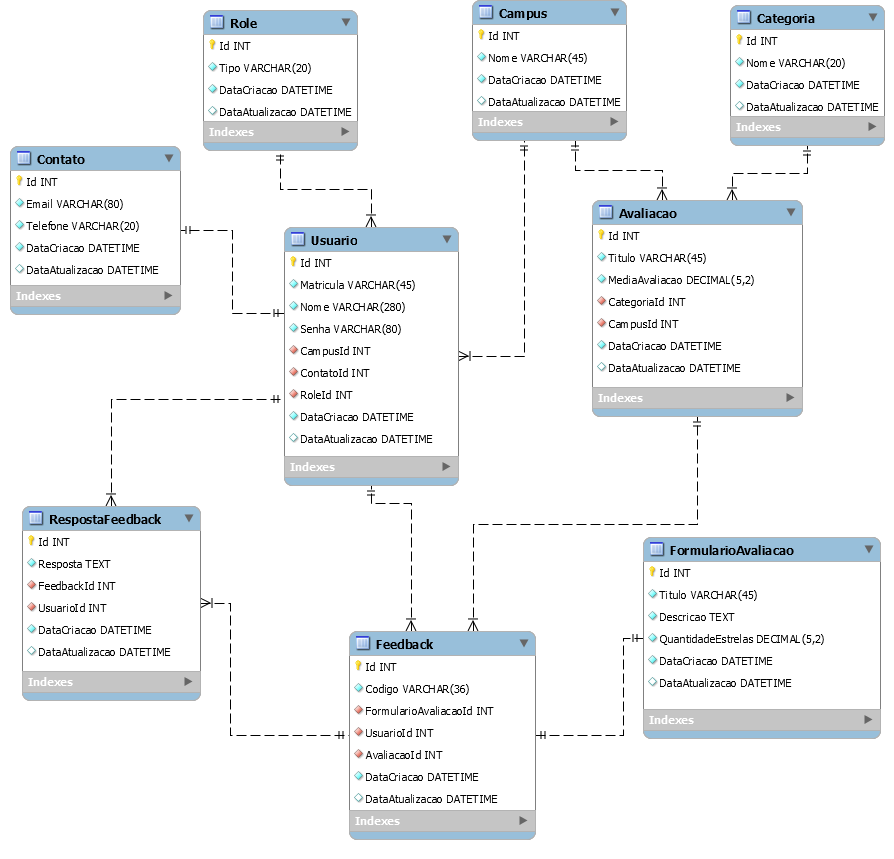 Role
Id INT
Tipo VARCHAR(20)
DataCriacao DATETIME
DataAtualizacao DATETIME
Indexes
Campus
Id INT
Nome VARCHAR(45)
DataCriacao DATETIME
DataAtualizacao DATETIME
Indexes
Categoria
Id INT
Nome VARCHAR(20)
DataCriacao DATETIME
DataAtualizacao DATETIME
Indexes
Contato
Id INT
Email VARCHAR(80)
Telefone VARCHAR(20)
DataCriacao DATETIME
DataAtualizacao DATETIME
Indexes
Usuario
Id INT
Matricula VARCHAR(45)
Nome VARCHAR(280)
Senha VARCHAR(80)
CampusId INT
ContatoId INT
RoleId INT
DataCriacao DATETIME
DataAtualizacao DATETIME
Indexes
Avaliacao
Id INT
Titulo VARCHAR(45)
MediaAvaliacao DECIMAL(5,2)
CategoriaId INT
CampusId INT
DataCriacao DATETIME
DataAtualizacao DATETIME
Indexes
RespostaFeedback
Id INT
Resposta TEXT
FeedbackId INT
UsuarioId INT
DataCriacao DATETIME
DataAtualizacao DATETIME
Indexes
Feedback
Id INT
Codigo VARCHAR(36)
FormularioAvaliacaoId INT
UsuarioId INT
AvaliacaoId INT
DataCriacao DATETIME
DataAtualizacao DATETIME
Indexes
FormularioAvaliacao
Id INT
Titulo VARCHAR(45)
Descricao TEXT
QuantidadeEstrelas DECIMAL(5,2)
DataCriacao DATETIME
DataAtualizacao DATETIME
Indexes